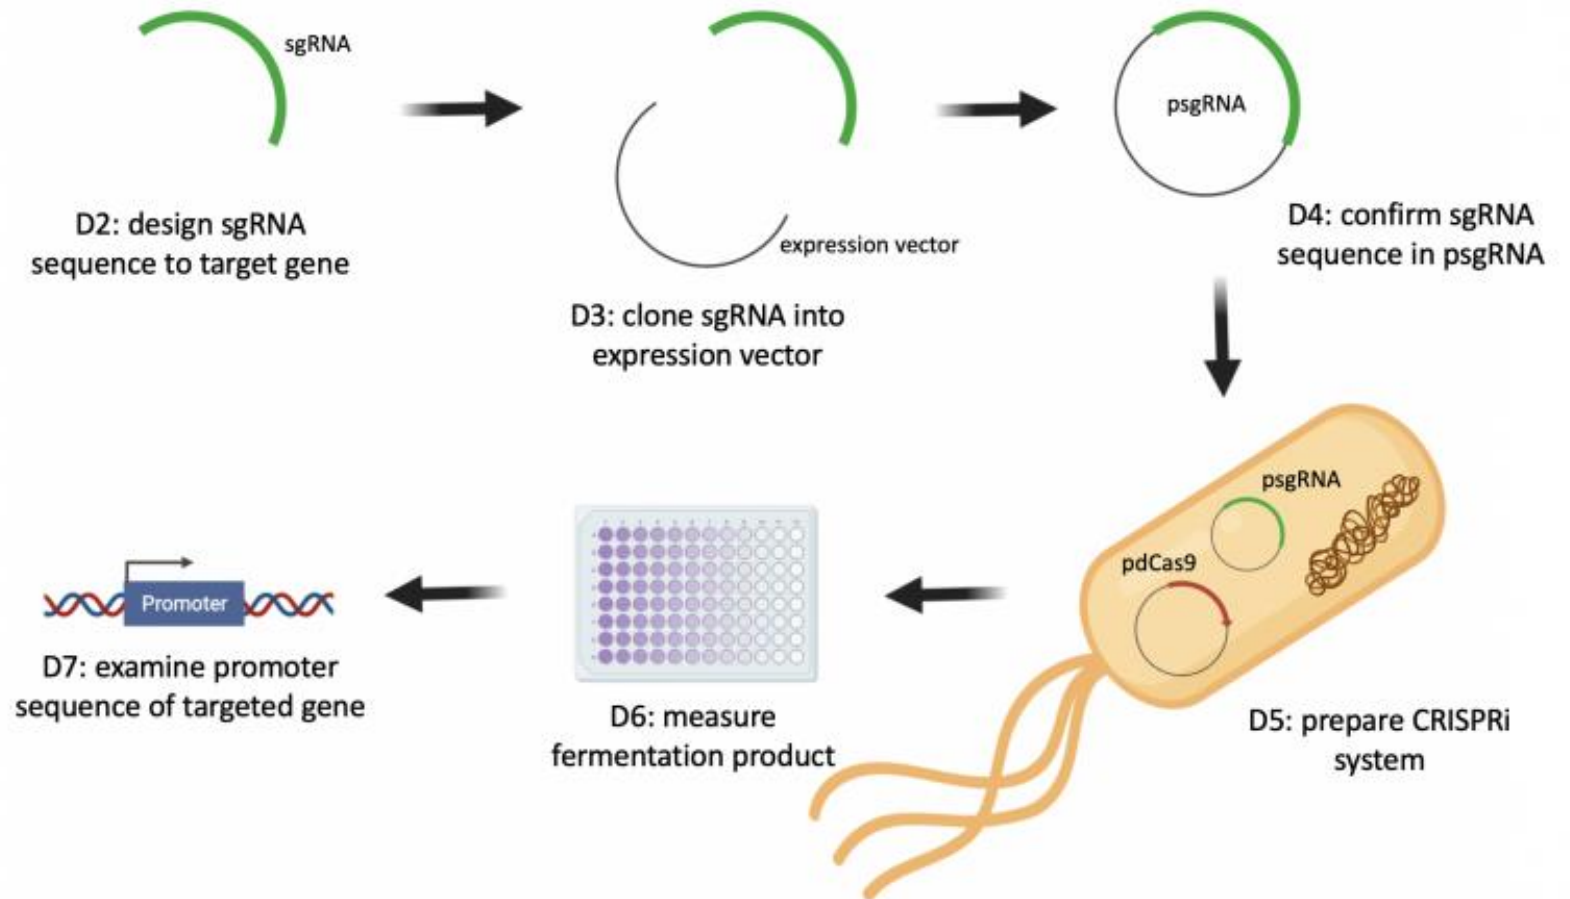 sgRNA
D2: design sgRNA
sequence to target gene
expression vector
D3: clone sgRNA into
expression vector
psgRNA
D4: confirm sgRNA
sequence in psgRNA
psgRNA
pdCas9
D5: prepare CRISPRi
system
D6: measure
fermentation product
Promoter
D7: examine promoter
sequence of targeted gene